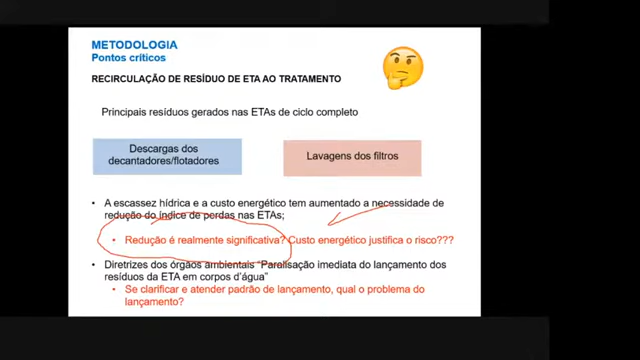 METODOLOGIA
Pontos críticos
RECIRCULAÇÃO DE RESÍDUO DE ETA AO TRATAMENTO
Principais resíduos gerados nas ETAs de ciclo completo
Descargas dos
decantadores/flotadores
Lavagens dos filtros
• A escassez hídrica e a custo energético tem aumentado a necessidade de
redução do índice de perdas nas ETAs;
• Redução é realmente significativa? Custo energético justifica o risco???
• Diretrizes dos órgãos ambientais “Paralisação imediata do lançamento dos
resíduos da ETA em corpos d’água”
• Se clarificar e atender padrão de lançamento, qual o problema do
lançamento?